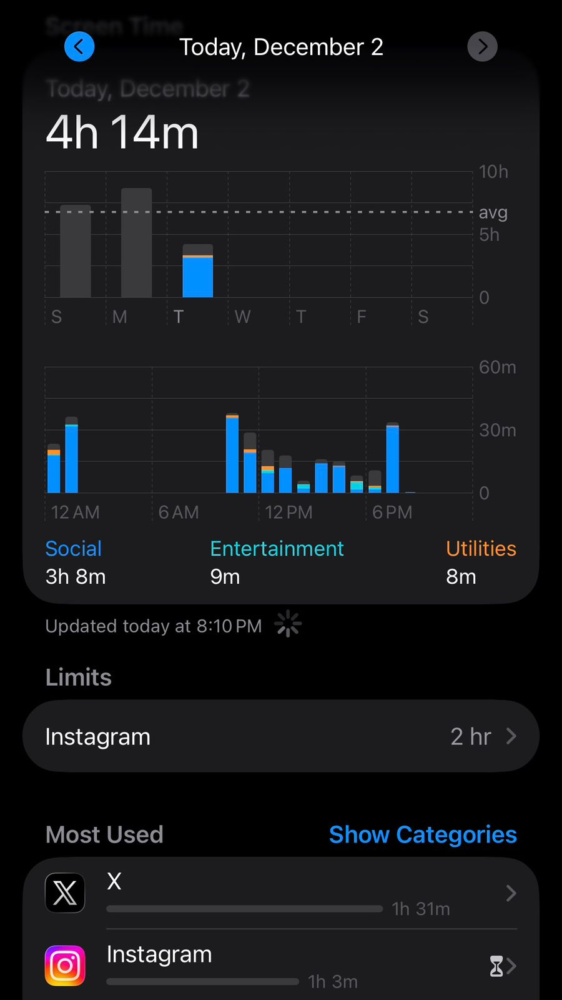 Screen Time
Today, December 2
Today, December 2
4h 14m
10h
avg
5h
0
S M T W T F S
60m
30m
0
12 AM 6 AM 12 PM 6 PM
Social Entertainment Utilities
3h 8m 9m 8m
Updated today at 8:10 PM
Limits
Instagram 2 hr
Most Used Show Categories
X
1h 31m
Instagram
1h 3m